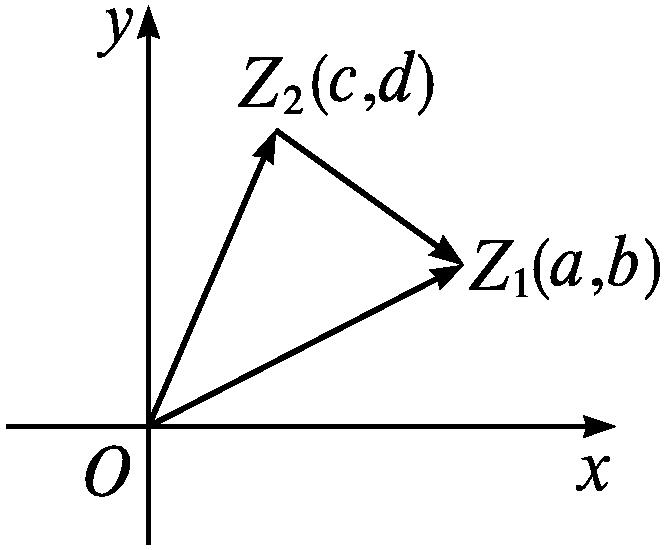 y
Z₂(c,d)
Z₁(a,b)
O
x